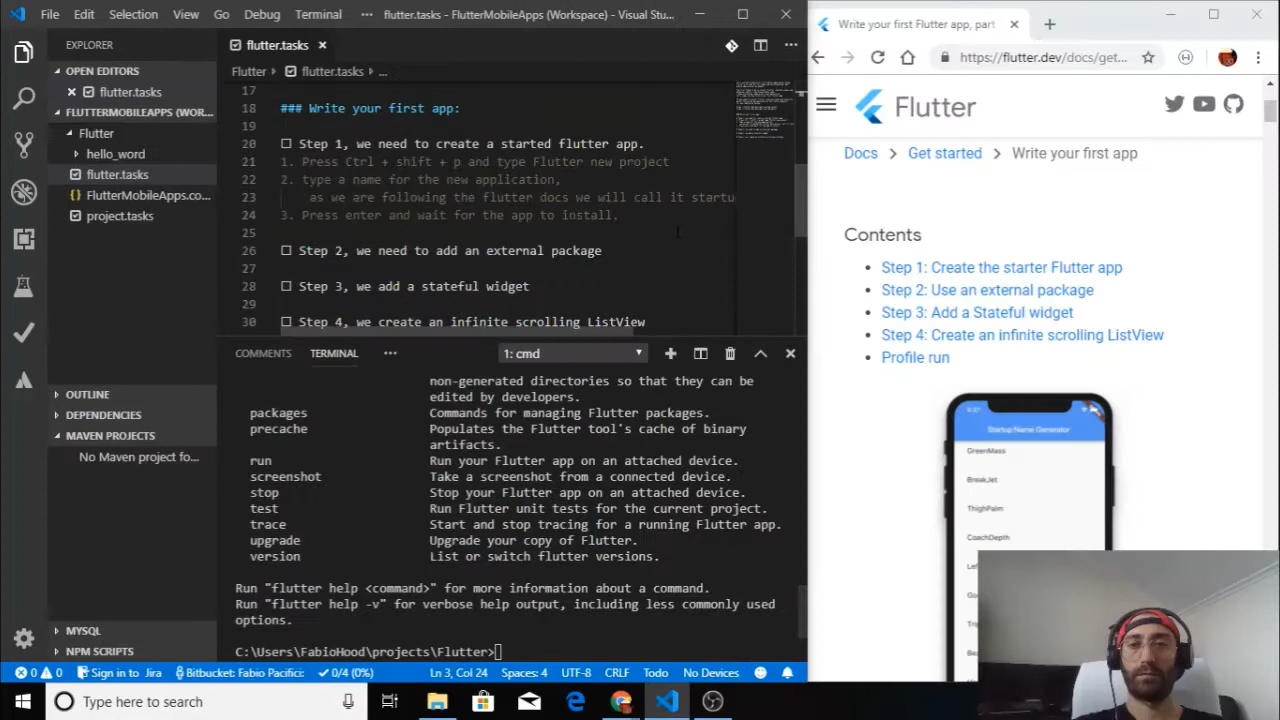 File Edit Selection View Go Debug Terminal ··· flutter.tasks - FlutterMobileApps (Workspace) - Visual Stu...
EXPLORER
OPEN EDITORS
flutter.tasks
FLUTTERMOBILEAPPS (WOR...
Flutter
hello_word
flutter.tasks
FlutterMobileApps.co...
project.tasks
OUTLINE
DEPENDENCIES
MAVEN PROJECTS
No Maven project fo...
MYSQL
NPM SCRIPTS
flutter.tasks
Flutter flutter.tasks ...
17
18 ### Write your first app:
19
20 ☐ Step 1, we need to create a started flutter app.
21 1. Press Ctrl + shift + p and type Flutter new project
22 2. type a name for the new application,
23 as we are following the flutter docs we will call it startu
24 3. Press enter and wait for the app to install.
25
26 ☐ Step 2, we need to add an external package
27
28 ☐ Step 3, we add a stateful widget
29
30 ☐ Step 4, we create an infinite scrolling ListView
COMMENTS TERMINAL ··· 1: cmd
non-generated directories so that they can be
edited by developers.
packages Commands for managing Flutter packages.
precache Populates the Flutter tool's cache of binary
artifacts.
run Run your Flutter app on an attached device.
screenshot Take a screenshot from a connected device.
stop Stop your Flutter app on an attached device.
test Run Flutter unit tests for the current project.
trace Start and stop tracing for a running Flutter app.
upgrade Upgrade your copy of Flutter.
version List or switch flutter versions.
Run "flutter help <command>" for more information about a command.
Run "flutter help -v" for verbose help output, including less commonly used
options.
C:\Users\FabioHood\projects\Flutter>
0 0 Sign in to Jira Bitbucket: Fabio Pacifici: 0/4 (0%) Ln 3, Col 24 Spaces: 4 UTF-8 CRLF Todo No Devices
Type here to search
Write your first Flutter app, part
https://flutter.dev/docs/get...
Flutter
Docs > Get started > Write your first app
Contents
• Step 1: Create the starter Flutter app
• Step 2: Use an external package
• Step 3: Add a Stateful widget
• Step 4: Create an infinite scrolling ListView
• Profile run
Startup Name Generator
GreenMass
BreakJet
ThighPalm
CoachDepth